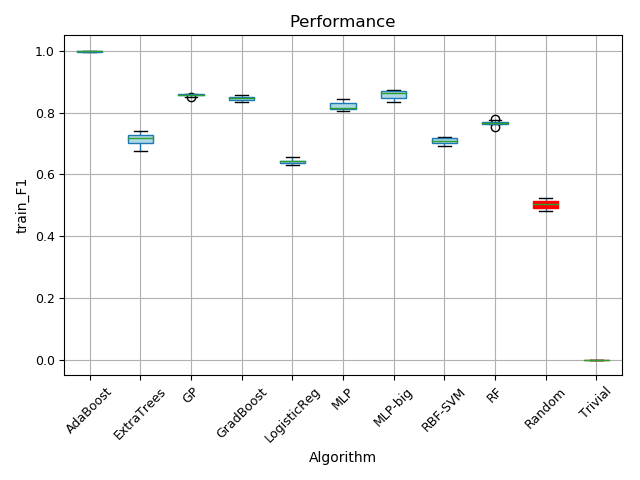 Performance
train_F1
1.0
0.8
0.6
0.4
0.2
0.0
AdaBoost
ExtraTrees
GP
GradBoost
LogisticReg
MLP
MLP-big
RBF-SVM
RF
Random
Trivial
Algorithm